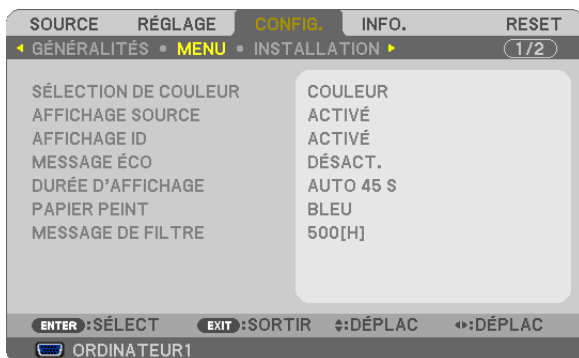 SOURCE RÉGLAGE CONFIG. INFO. RESET
GÉNÉRALITÉS • MENU • INSTALLATION 1/2
SÉLECTION DE COULEUR COULEUR
AFFICHAGE SOURCE ACTIVÉ
AFFICHAGE ID ACTIVÉ
MESSAGE ÉCO DÉSACT.
DURÉE D'AFFICHAGE AUTO 45 S
PAPIER PEINT BLEU
MESSAGE DE FILTRE 500[H]
ENTER :SÉLECT EXIT :SORTIR :DÉPLAC :DÉPLAC
ORDINATEUR1